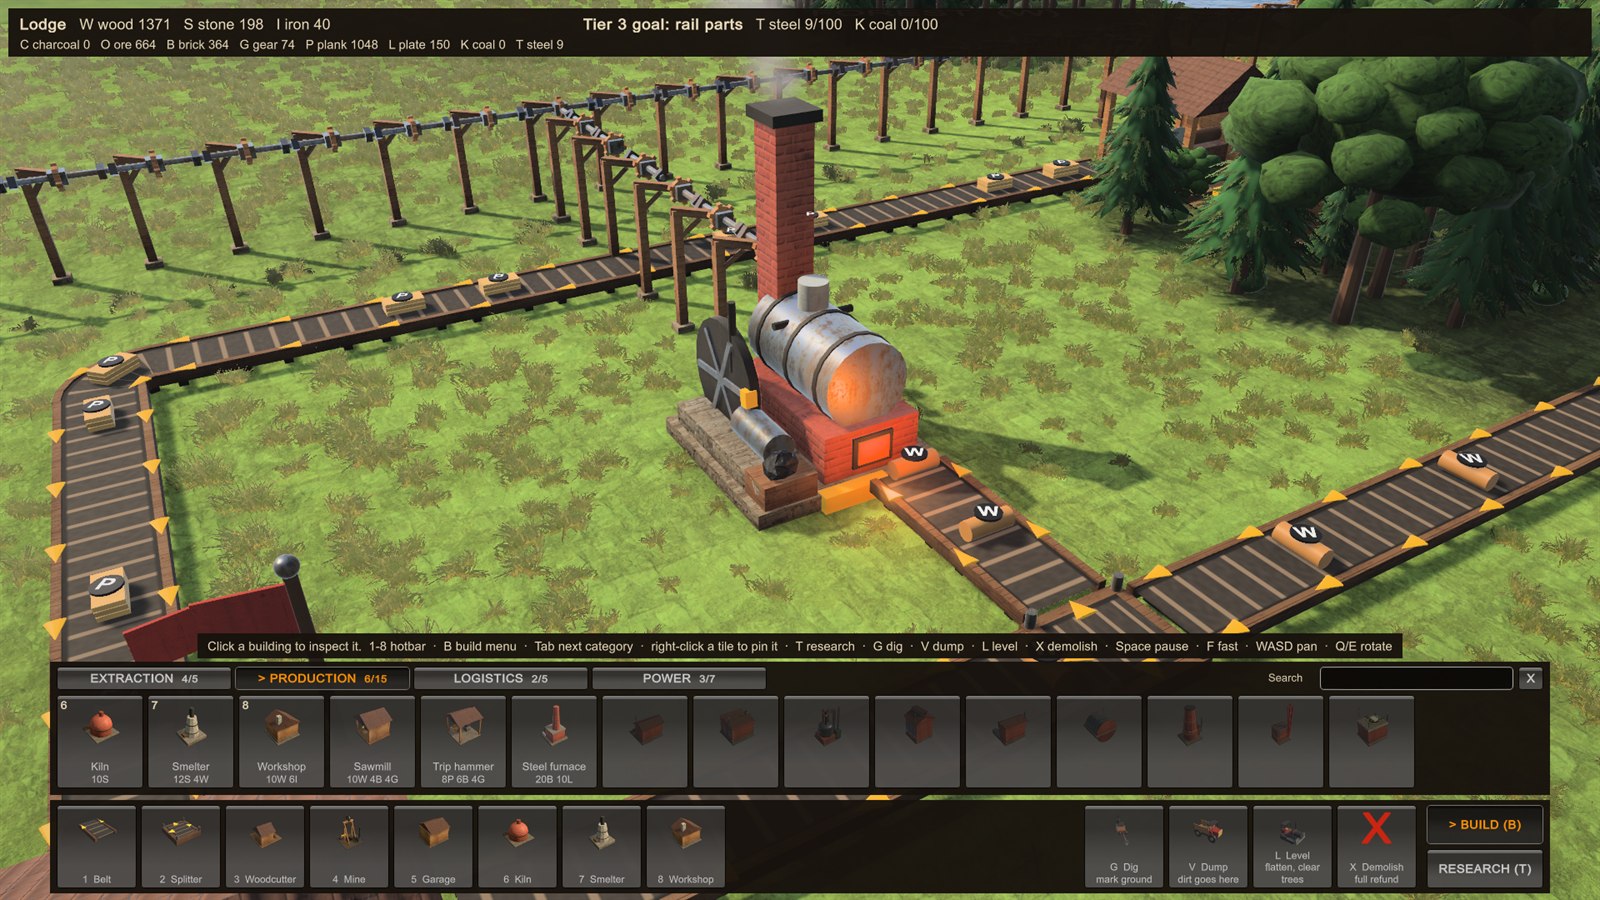 Lodge W wood 1371 S stone 198 I iron 40
Tier 3 goal: rail parts T steel 9/100 K coal 0/100
C charcoal 0 O ore 664 B brick 364 G gear 74 P plank 1048 L plate 150 K coal 0 T steel 9
P
P
P
P
P
W
W
W
W
Click a building to inspect it. 1-8 hotbar · B build menu · Tab next category · right-click a tile to pin it · T research · G dig · V dump · L level · X demolish · Space pause · F fast · WASD pan · Q/E rotate
EXTRACTION 4/5
> PRODUCTION 6/15
LOGISTICS 2/5
POWER 3/7
Search
X
6
Kiln
10S
7
Smelter
12S 4W
8
Workshop
10W 6I
Sawmill
10W 4B 4G
Trip hammer
8P 6B 4G
Steel furnace
20B 10L
1 Belt
2 Splitter
3 Woodcutter
4 Mine
5 Garage
6 Kiln
7 Smelter
8 Workshop
G Dig
mark ground
V Dump
dirt goes here
L Level
flatten, clear
trees
X Demolish
full refund
> BUILD (B)
RESEARCH (T)